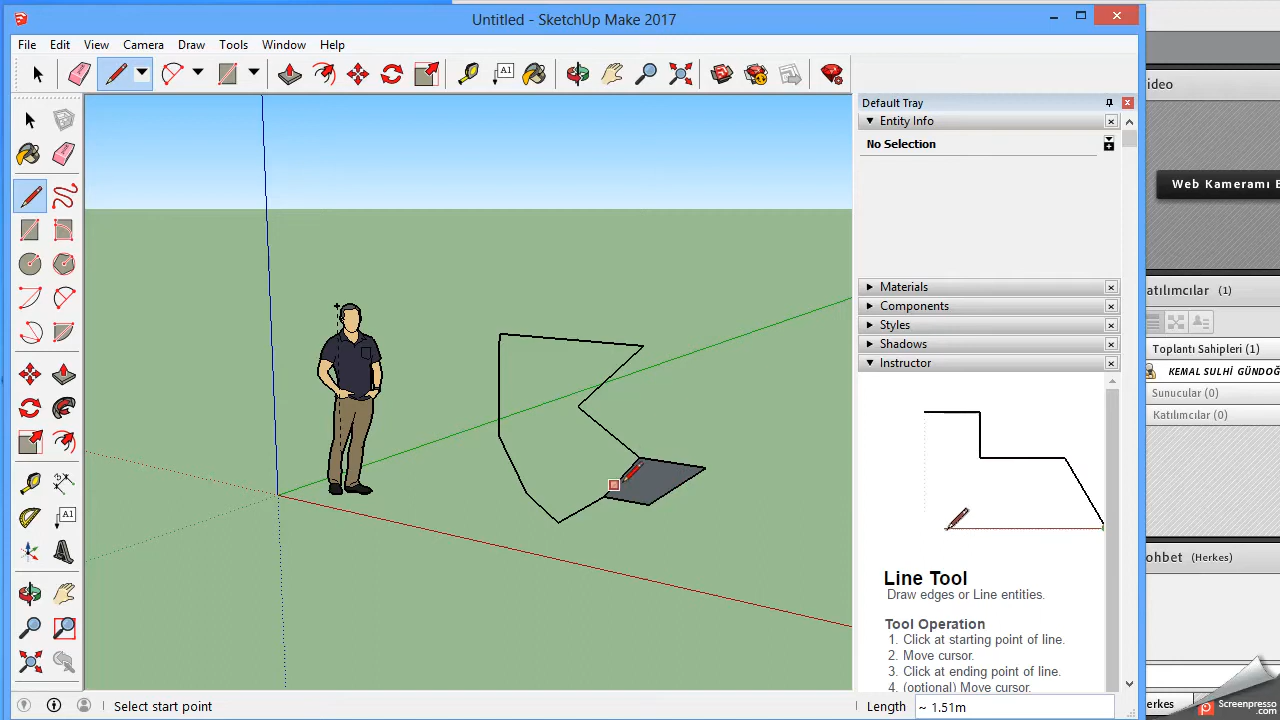 Untitled - SketchUp Make 2017
File Edit View Camera Draw Tools Window Help
A1
Default Tray
Entity Info
No Selection
Materials
Components
Styles
Shadows
Instructor
A1
Line Tool
Draw edges or Line entities.
Tool Operation
1. Click at starting point of line.
2. Move cursor.
3. Click at ending point of line.
4. (optional) Move cursor.
Select start point
Length ~ 1.51m
ideo
Web Kameramı E
atılımcılar (1)
Toplantı Sahipleri (1)
KEMAL SULHİ GÜNDOĞ
Sunucular (0)
Katılımcılar (0)
ohbet (Herkes)
erkes
Screenpresso
.com